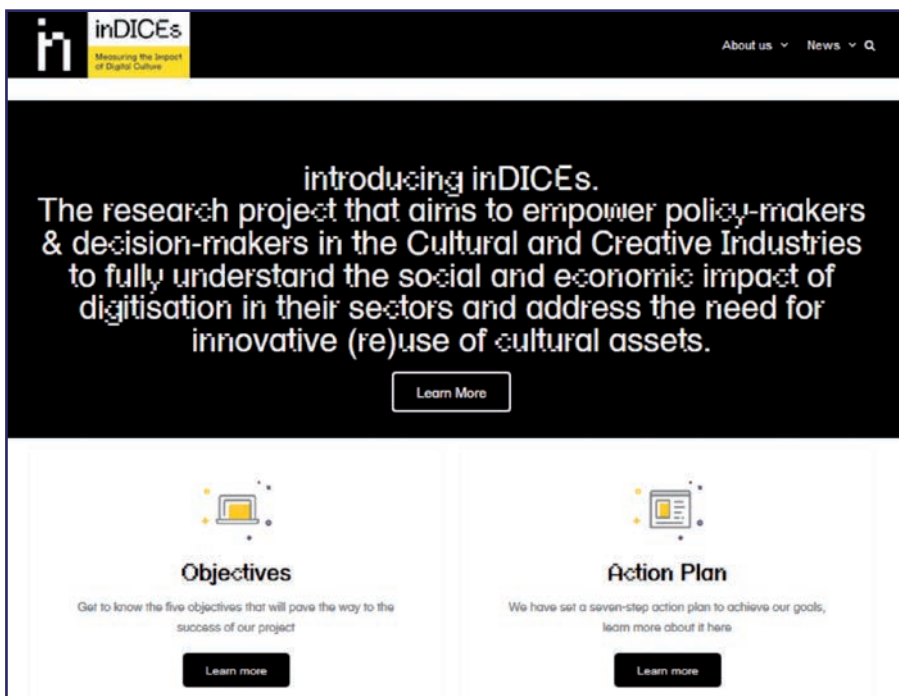 in
inDICEs
Measuring the Impact
of Digital Culture
About us
News
introducing inDICEs.
The research project that aims to empower policy-makers
& decision-makers in the Cultural and Creative Industries
to fully understand the social and economic impact of
digitisation in their sectors and address the need for
innovative (re)use of cultural assets.
Learn More
Objectives
Get to know the five objectives that will pave the way to the
success of our project
Learn more
Action Plan
We have set a seven-step action plan to achieve our goals,
learn more about it here
Learn more